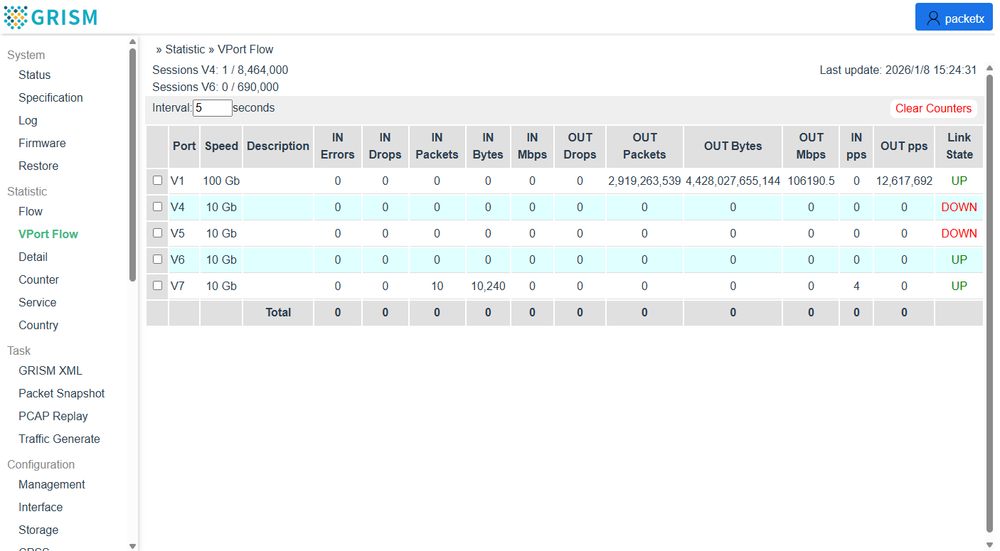 GRISM
packetx
System
Status
Specification
Log
Firmware
Restore
Statistic
Flow
VPort Flow
Detail
Counter
Service
Country
Task
GRISM XML
Packet Snapshot
PCAP Replay
Traffic Generate
Configuration
Management
Interface
Storage
» Statistic » VPort Flow
Sessions V4: 1 / 8,464,000
Last update: 2026/1/8 15:24:31
Sessions V6: 0 / 690,000
Interval: 5 seconds
Clear Counters
Port Speed Description IN Errors IN Drops IN Packets IN Bytes IN Mbps OUT Drops OUT Packets OUT Bytes OUT Mbps IN pps OUT pps Link State
V1 100 Gb 0 0 0 0 0 0 2,919,263,539 4,428,027,655,144 106190.5 0 12,617,692 UP
V4 10 Gb 0 0 0 0 0 0 0 0 0 0 0 DOWN
V5 10 Gb 0 0 0 0 0 0 0 0 0 0 0 DOWN
V6 10 Gb 0 0 0 0 0 0 0 0 0 0 0 UP
V7 10 Gb 0 0 10 10,240 0 0 0 0 0 4 0 UP
Total 0 0 0 0 0 0 0 0 0 0 0